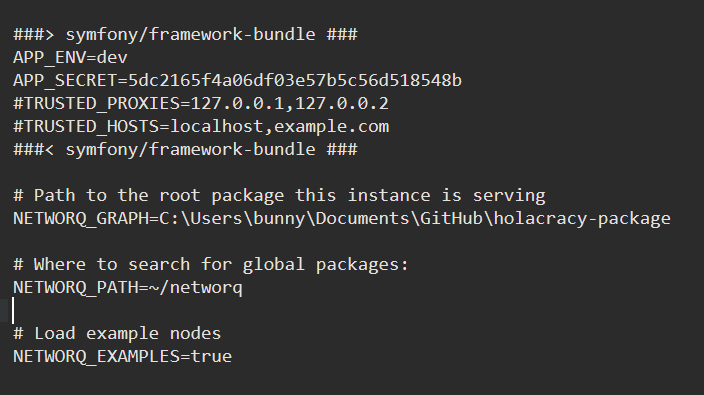 ###> symfony/framework-bundle ###
APP_ENV=dev
APP_SECRET=5dc2165f4a06df03e57b5c56d518548b
#TRUSTED_PROXIES=127.0.0.1,127.0.0.2
#TRUSTED_HOSTS=localhost,example.com
###< symfony/framework-bundle ###
# Path to the root package this instance is serving
NETWORQ_GRAPH=C:\Users\bunny\Documents\GitHub\holacracy-package
# Where to search for global packages:
NETWORQ_PATH=~/networq
# Load example nodes
NETWORQ_EXAMPLES=true